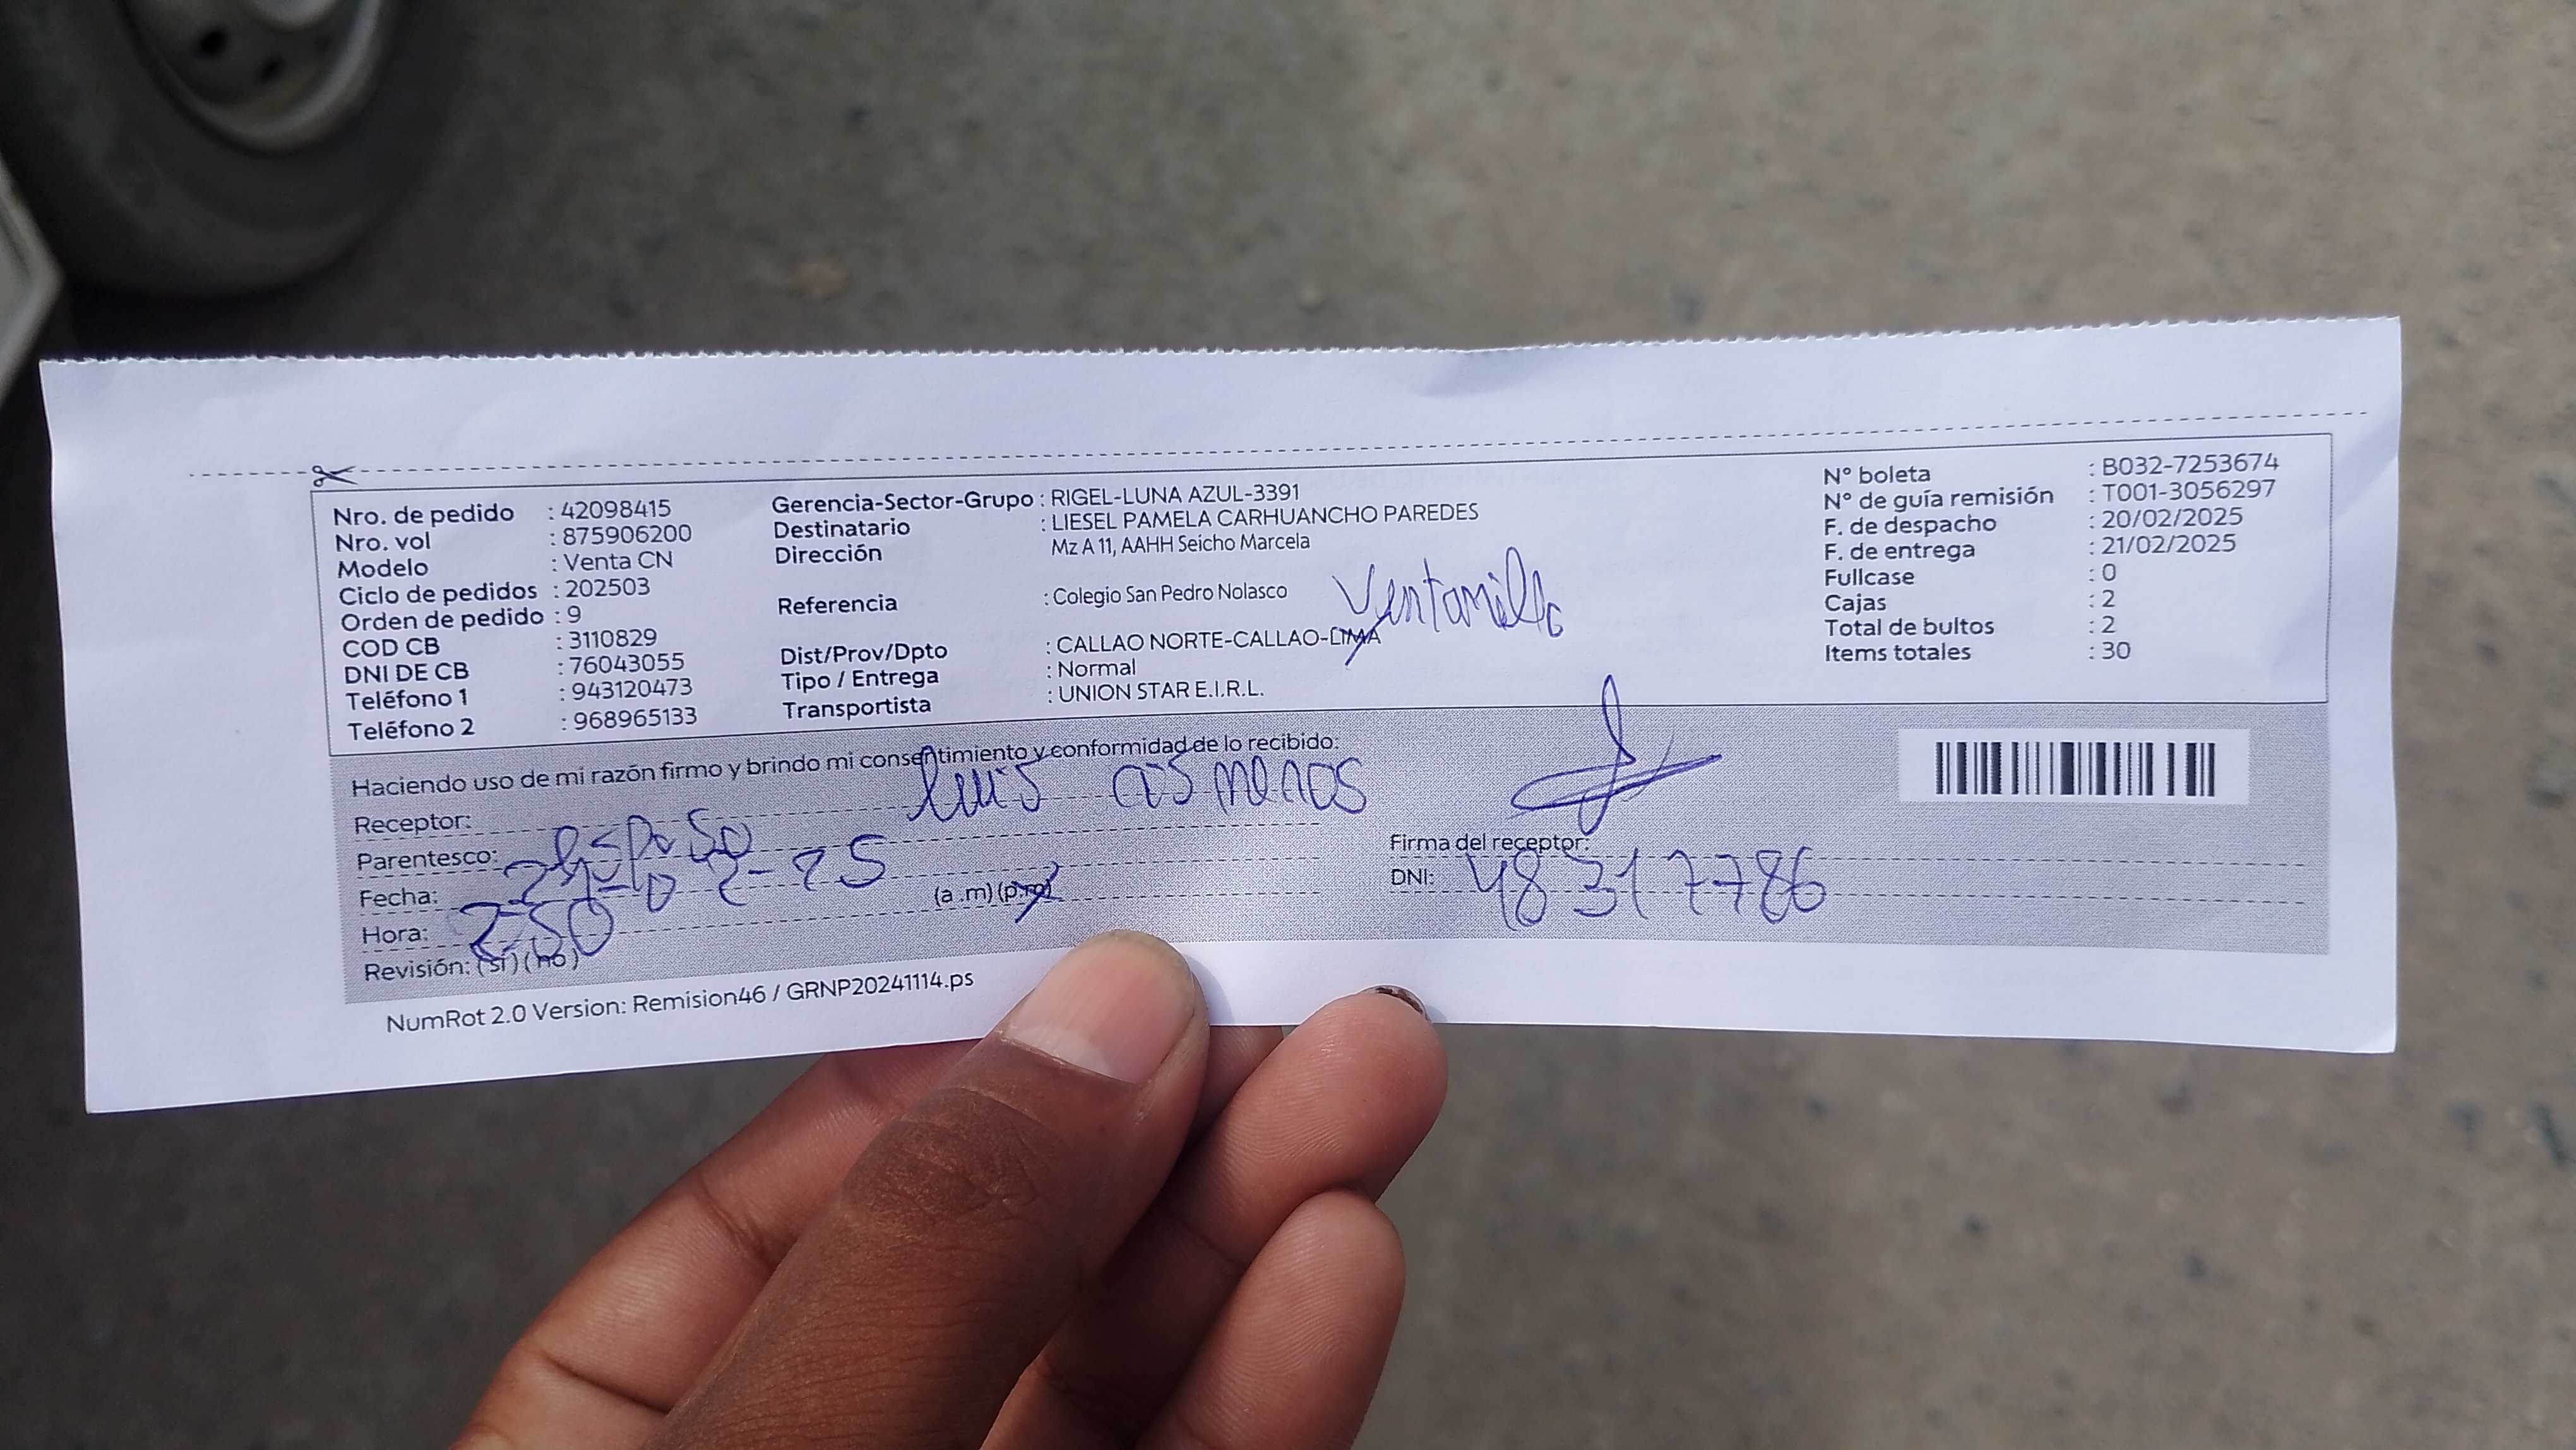 Nro. de pedido : 42098415
Nro. vol : 875906200
Modelo : Venta CN
Ciclo de pedidos : 202503
Orden de pedido : 9
COD CB : 3110829
DNI DE CB : 76043055
Teléfono 1 : 943120473
Teléfono 2 : 968965133
Gerencia-Sector-Grupo : RIGEL-LUNA AZUL-3391
Destinatario : LIESEL PAMELA CARHUANCHO PAREDES
Dirección Mz A 11, AAHH Seicho Marcela
Referencia : Colegio San Pedro Nolasco
Ventanilla
Dist/Prov/Dpto : CALLAO NORTE-CALLAO-LIMA
Tipo / Entrega : Normal
Transportista : UNION STAR E.I.R.L.
N° boleta : B032-7253674
N° de guía remisión : T001-3056297
F. de despacho : 20/02/2025
F. de entrega : 21/02/2025
Fullcase : 0
Cajas : 2
Total de bultos : 2
Items totales : 30
Haciendo uso de mi razón firmo y brindo mi consentimiento y conformidad de lo recibido:
Receptor: Luis
Parentesco: esposo
Fecha: 21-02-25
Hora: 2:50 (a .m) (p.m)
Revisión: (si) (no)
Firma del receptor:
DNI: 48317786
NumRot 2.0 Version: Remision46 / GRNP20241114.ps